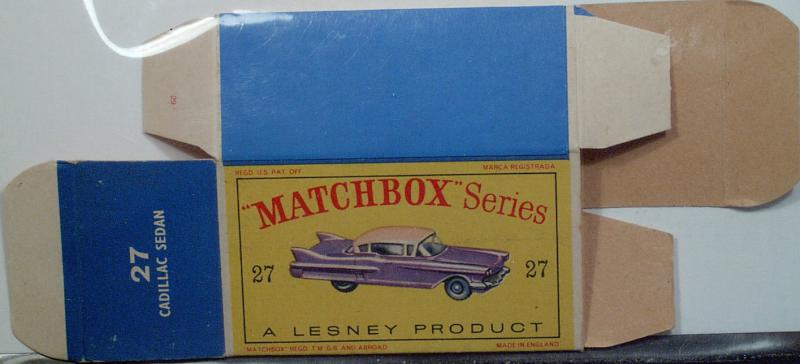 REGD. U.S. PAT. OFF.
MARCA REGISTRADA
"MATCHBOX" Series
27
27
A LESNEY PRODUCT
"MATCHBOX" REGD. T.M. G.B. AND ABROAD
MADE IN ENGLAND
27
CADILLAC SEDAN